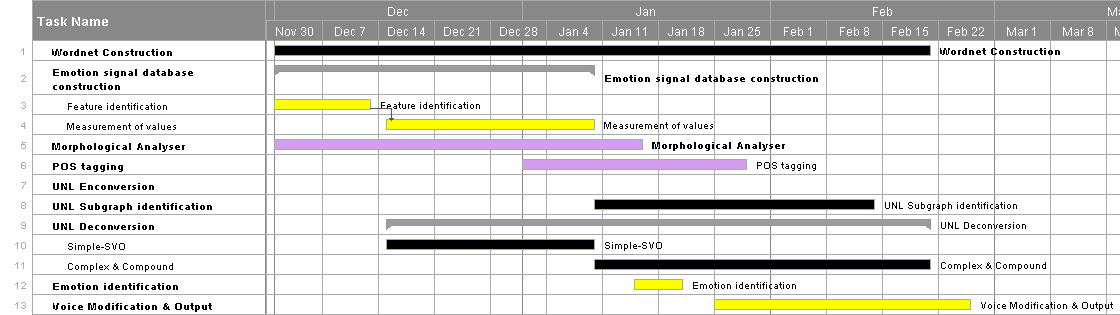 Task Name
Dec Jan Feb Ma
Nov 30 Dec 7 Dec 14 Dec 21 Dec 28 Jan 4 Jan 11 Jan 18 Jan 25 Feb 1 Feb 8 Feb 15 Feb 22 Mar 1 Mar 8 M
1 Wordnet Construction Wordnet Construction
2 Emotion signal database
construction Emotion signal database construction
3 Feature identification Feature identification
4 Measurement of values Measurement of values
5 Morphological Analyser Morphological Analyser
6 POS tagging POS tagging
7 UNL Enconversion
8 UNL Subgraph identification UNL Subgraph identification
9 UNL Deconversion UNL Deconversion
10 Simple-SVO Simple-SVO
11 Complex & Compound Complex & Compound
12 Emotion identification Emotion identification
13 Voice Modification & Output Voice Modification & Output